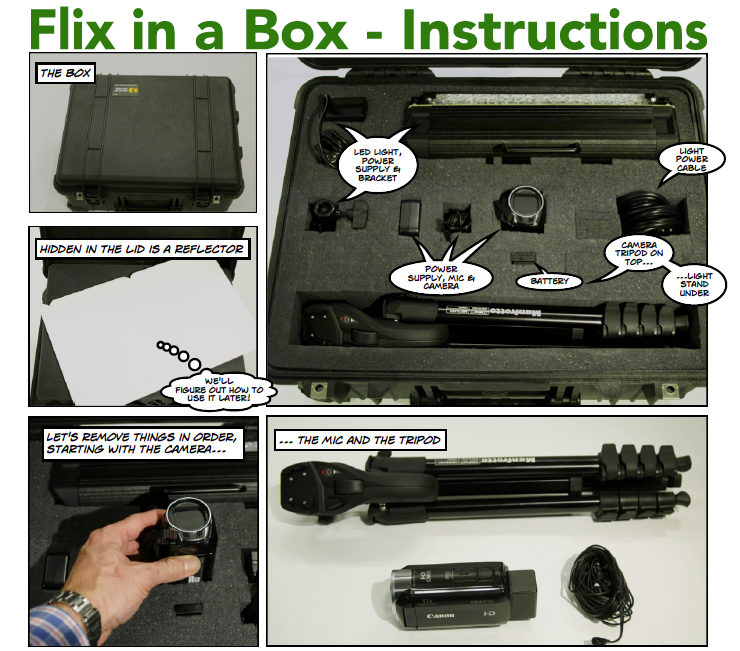 Flix in a Box - Instructions
THE BOX
LED LIGHT,
POWER
SUPPLY &
BRACKET
LIGHT
POWER
CABLE
HIDDEN IN THE LID IS A REFLECTOR
CAMERA
TRIPOD ON
TOP...
POWER
SUPPLY, MIC &
CAMERA
BATTERY
...LIGHT
STAND
UNDER
Manfrotto
WE'LL
FIGURE OUT HOW TO
USE IT LATER!
LET'S REMOVE THINGS IN ORDER,
STARTING WITH THE CAMERA...
... THE MIC AND THE TRIPOD
Manfrotto
Canon
HD